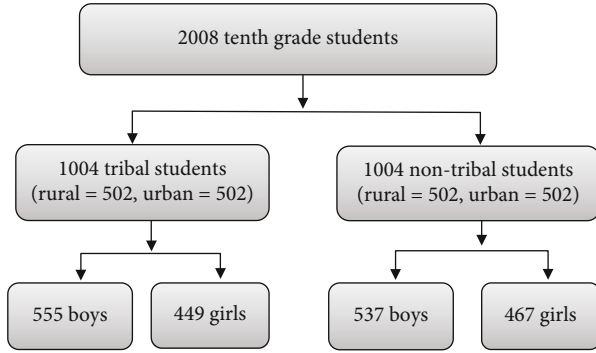 2008 tenth grade students
1004 tribal students
(rural = 502, urban = 502)
1004 non-tribal students
(rural = 502, urban = 502)
555 boys
449 girls
537 boys
467 girls